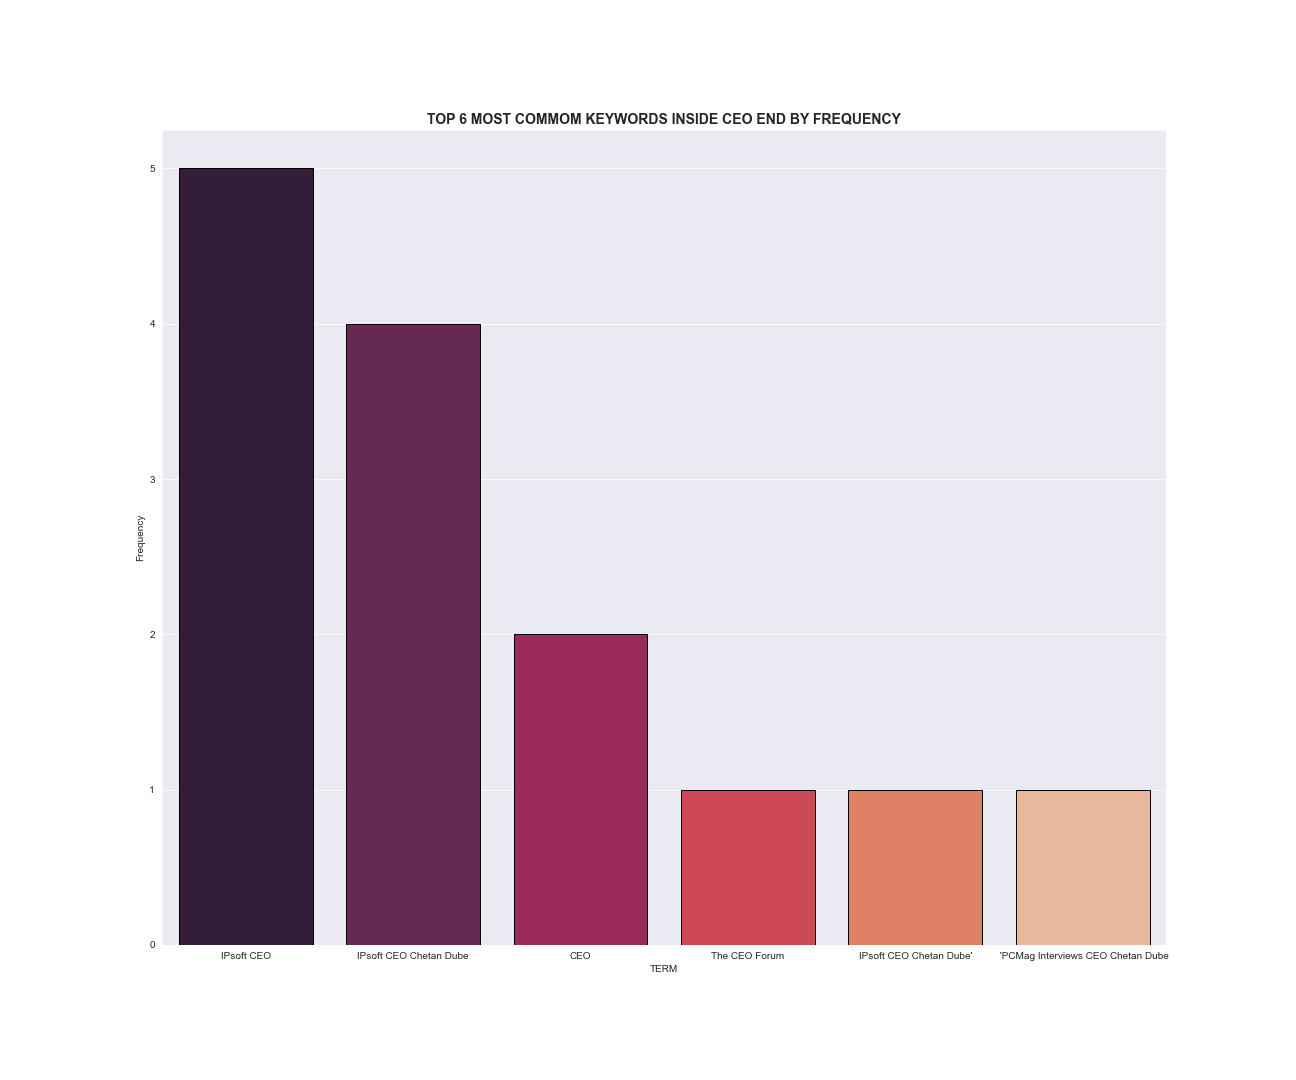 TOP 6 MOST COMMOM KEYWORDS INSIDE CEO END BY FREQUENCY
5
4
3
2
1
0
Frequency
IPsoft CEO
IPsoft CEO Chetan Dube
CEO
The CEO Forum
IPsoft CEO Chetan Dube'
'PCMag Interviews CEO Chetan Dube
TERM